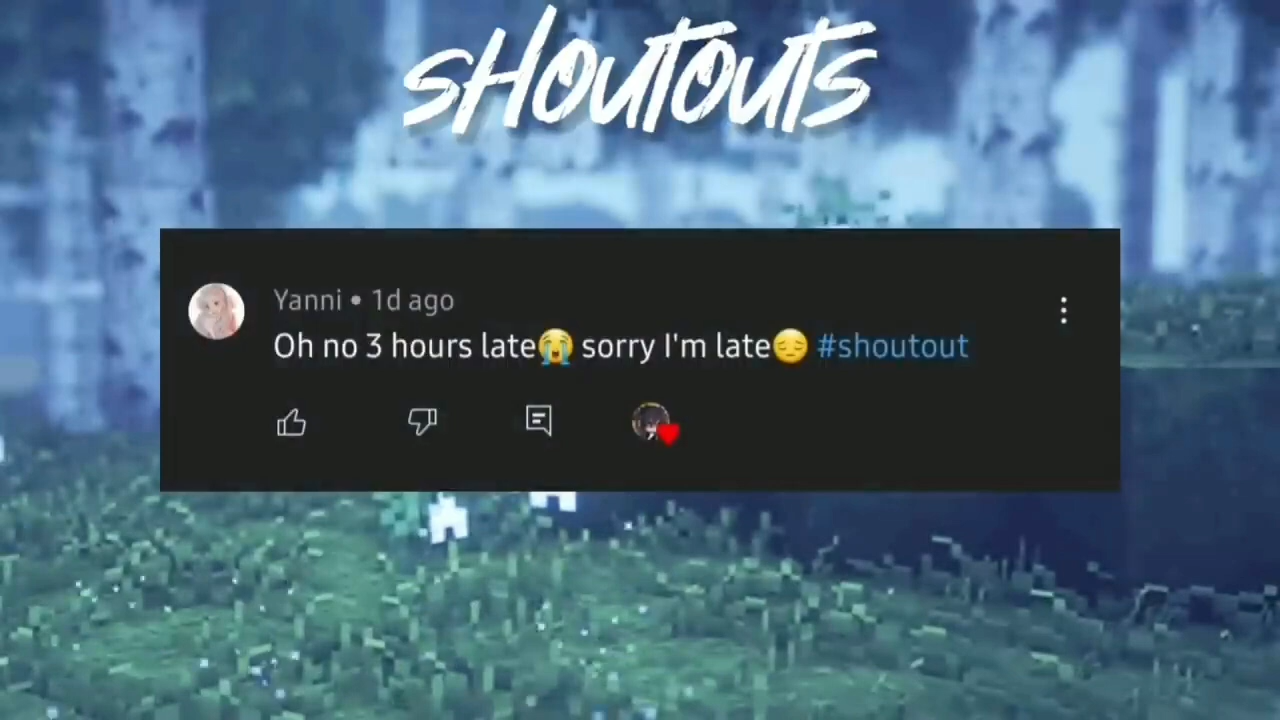 sHoutouts
Yanni • 1d ago
Oh no 3 hours late😭 sorry I'm late😔 #shoutout